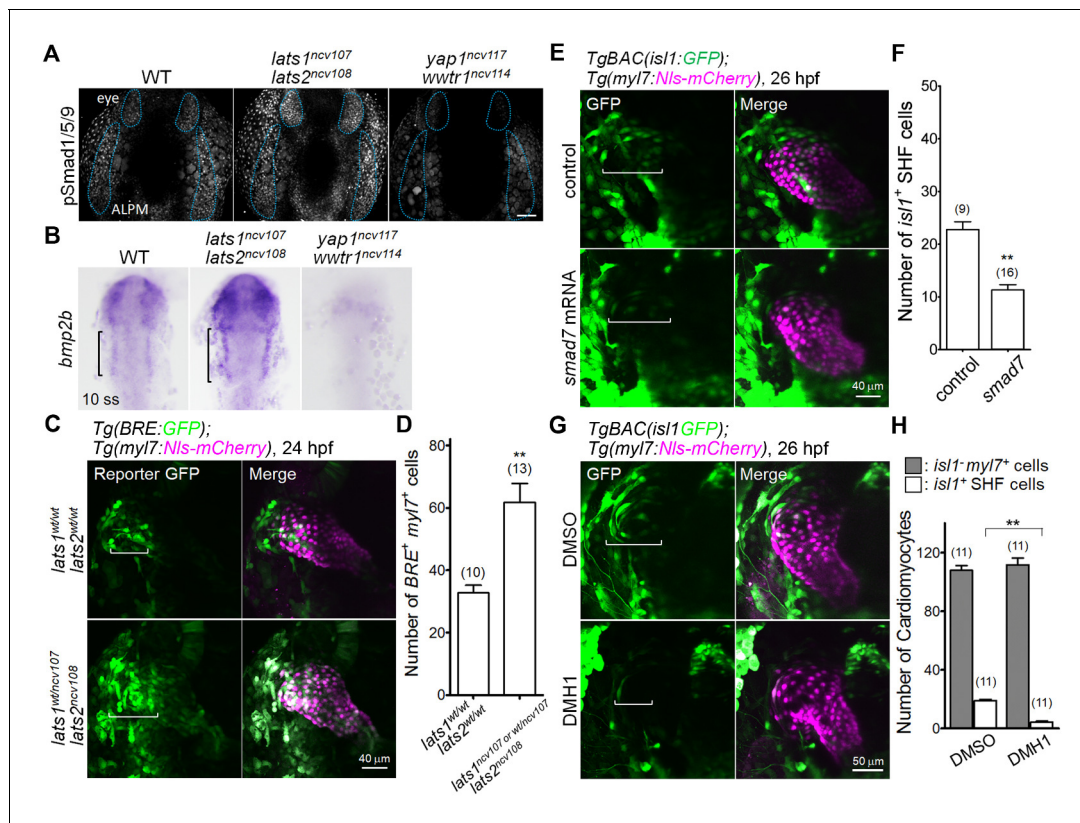 A
WT
lats1ncv107
lats2ncv108
yap1ncv117
wwtr1ncv114
pSmad1/5/9
eye
ALPM
B
WT
lats1ncv107
lats2ncv108
yap1ncv117
wwtr1ncv114
bmp2b
10 ss
C
Tg(BRE:GFP);
Tg(myl7:Nls-mCherry), 24 hpf
Reporter GFP
Merge
lats1wt/wt
lats2wt/wt
lats1wt/ncv107
lats2ncv108
40 μm
D
Number of BRE+ myl7+ cells
80
60
40
20
0
(10)
**
(13)
lats1wt/wt
lats2wt/wt
lats1ncv107 or wt/ncv107
lats2ncv108
E
TgBAC(isl1:GFP);
Tg(myl7:Nls-mCherry), 26 hpf
GFP
Merge
control
smad7 mRNA
40 μm
F
Number of isl1+ SHF cells
50
40
30
20
10
0
(9)
**
(16)
control
smad7
G
TgBAC(isl1GFP);
Tg(myl7:Nls-mCherry), 26 hpf
GFP
Merge
DMSO
DMH1
50 μm
H
: isl1- myl7+ cells
: isl1+ SHF cells
Number of Cardiomyocytes
120
80
40
0
**
(11)
(11)
(11)
(11)
DMSO
DMH1